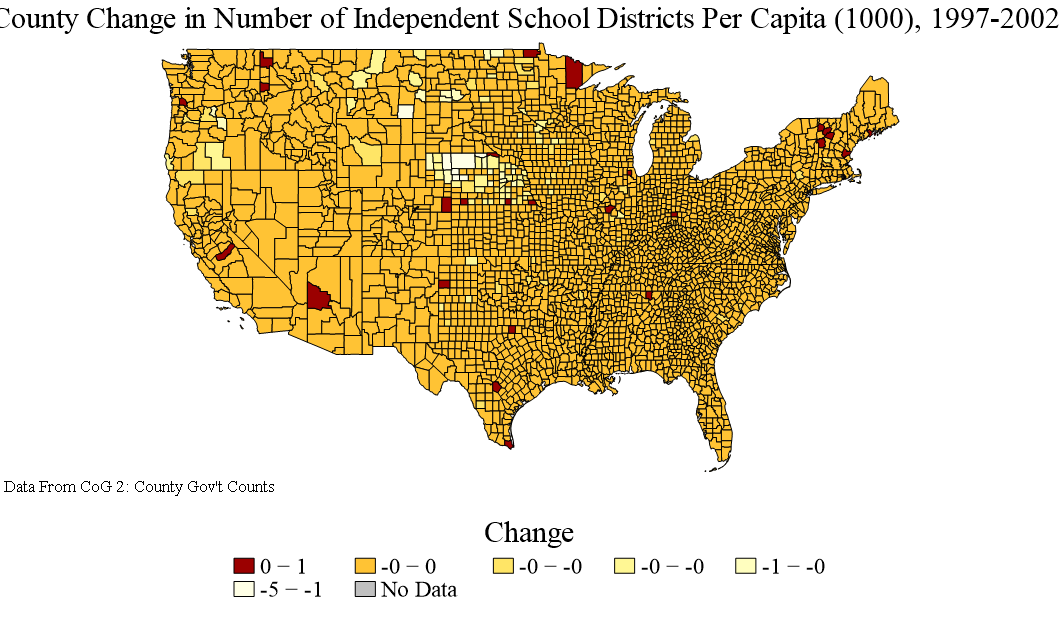 County Change in Number of Independent School Districts Per Capita (1000), 1997-2002
Data From CoG 2: County Gov't Counts
Change
0 − 1
-0 − 0
-0 − -0
-0 − -0
-1 − -0
-5 − -1
No Data